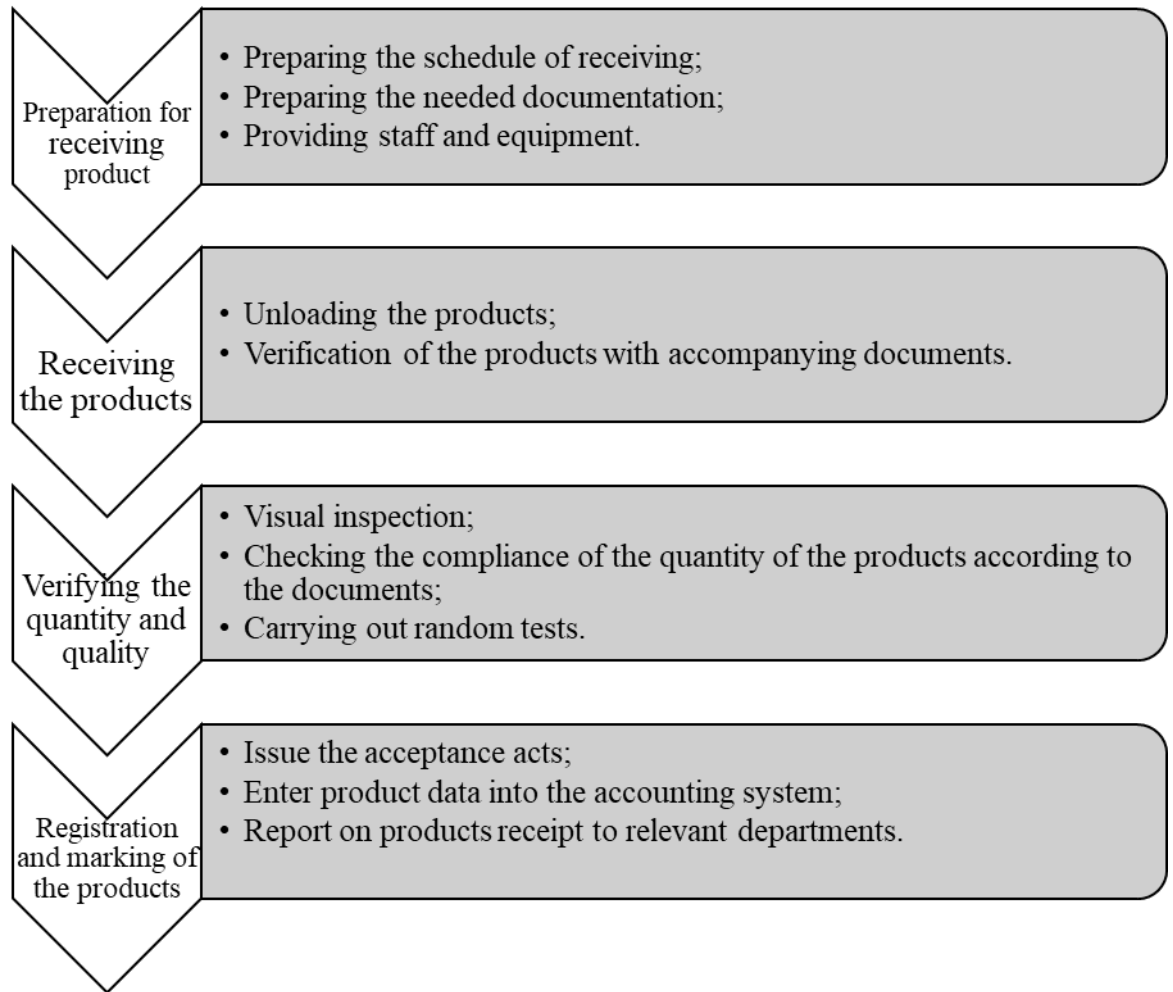 Preparation for
receiving
product
• Preparing the schedule of receiving;
• Preparing the needed documentation;
• Providing staff and equipment.
Receiving
the products
• Unloading the products;
• Verification of the products with accompanying documents.
Verifying the
quantity and
quality
• Visual inspection;
• Checking the compliance of the quantity of the products according to
the documents;
• Carrying out random tests.
Registration
and marking of
the products
• Issue the acceptance acts;
• Enter product data into the accounting system;
• Report on products receipt to relevant departments.